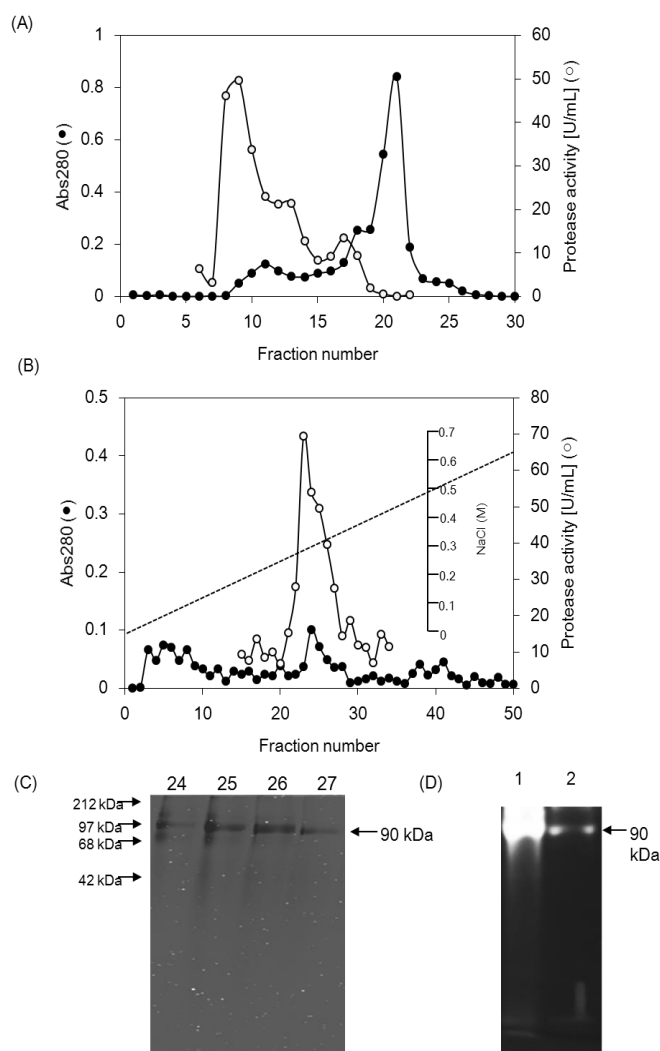 (A)
1
0.8
0.6
0.4
0.2
0
Abs280 (●)
60
50
40
30
20
10
0
Protease activity [U/mL] (○)
0 5 10 15 20 25 30
Fraction number
(B)
0.5
0.4
0.3
0.2
0.1
0
Abs280 (●)
0.7
0.6
0.5
0.4
0.3
0.2
0.1
0
NaCl (M)
80
70
60
50
40
30
20
10
0
Protease activity [U/mL] (○)
0 10 20 30 40 50
Fraction number
(C)
24 25 26 27
212 kDa
97 kDa
68 kDa
42 kDa
90 kDa
(D)
1 2
90
kDa